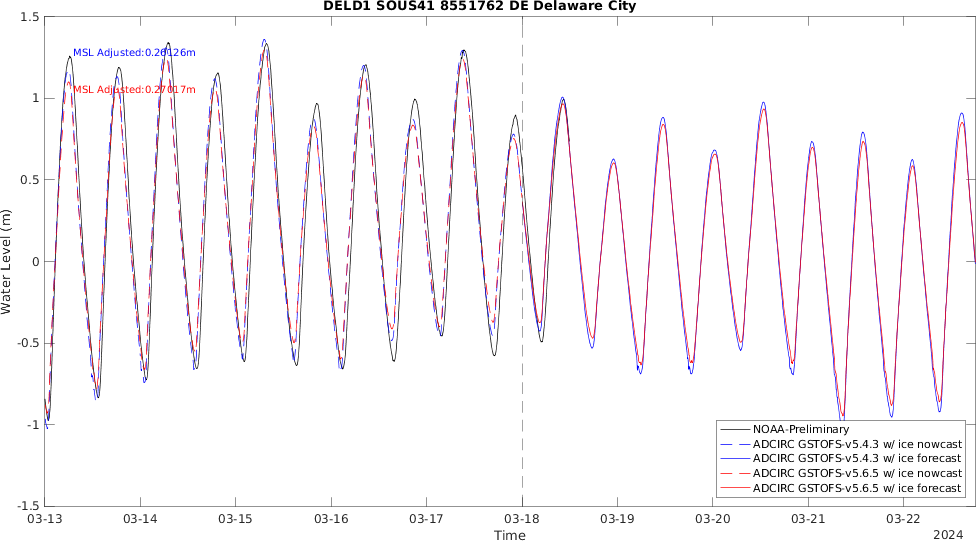 DELD1 SOUS41 8551762 DE Delaware City
1.5
MSL Adjusted:0.26026m
MSL Adjusted:0.27017m
1
0.5
0
-0.5
-1
-1.5
Water Level (m)
NOAA-Preliminary
ADCIRC GSTOFS-v5.4.3 w/ ice nowcast
ADCIRC GSTOFS-v5.4.3 w/ ice forecast
ADCIRC GSTOFS-v5.6.5 w/ ice nowcast
ADCIRC GSTOFS-v5.6.5 w/ ice forecast
03-13 03-14 03-15 03-16 03-17 03-18 03-19 03-20 03-21 03-22
Time
2024